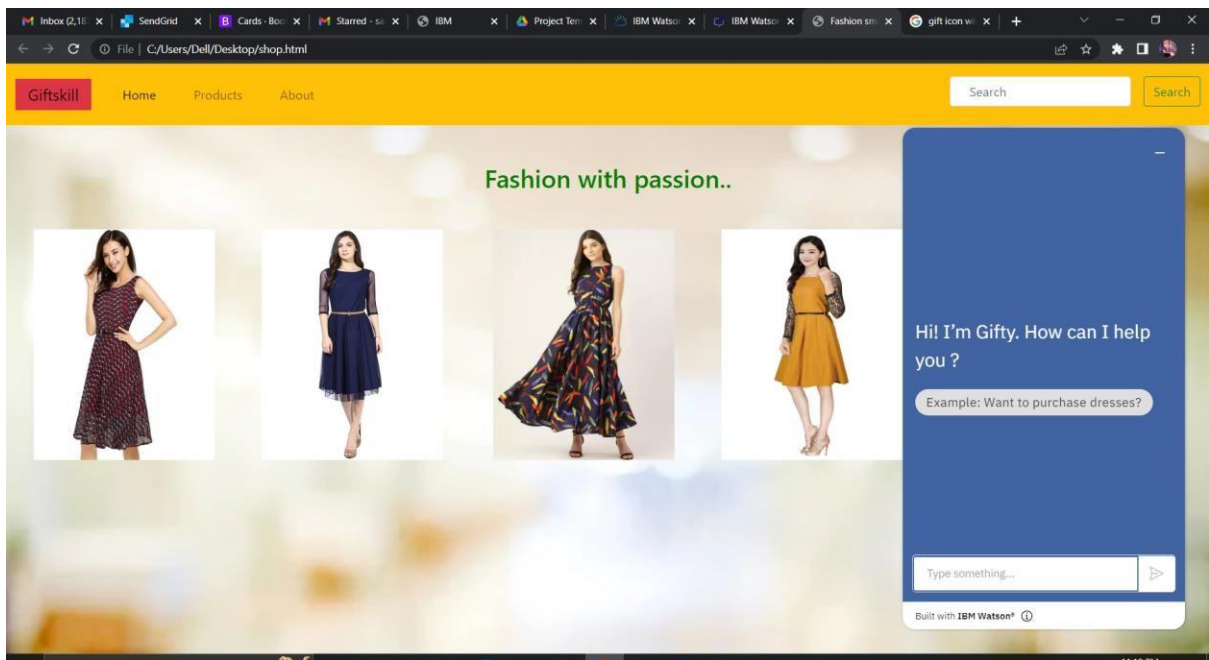 Inbox (2,18
SendGrid
Cards · Boo
Starred - sa
IBM
Project Tem
IBM Watson
IBM Watson
Fashion sm
gift icon wi
File | C:/Users/Dell/Desktop/shop.html
Giftskill
Home
Products
About
Search
Search
Fashion with passion..
Hi! I'm Gifty. How can I help
you ?
Example: Want to purchase dresses?
Type something...
Built with IBM Watson®